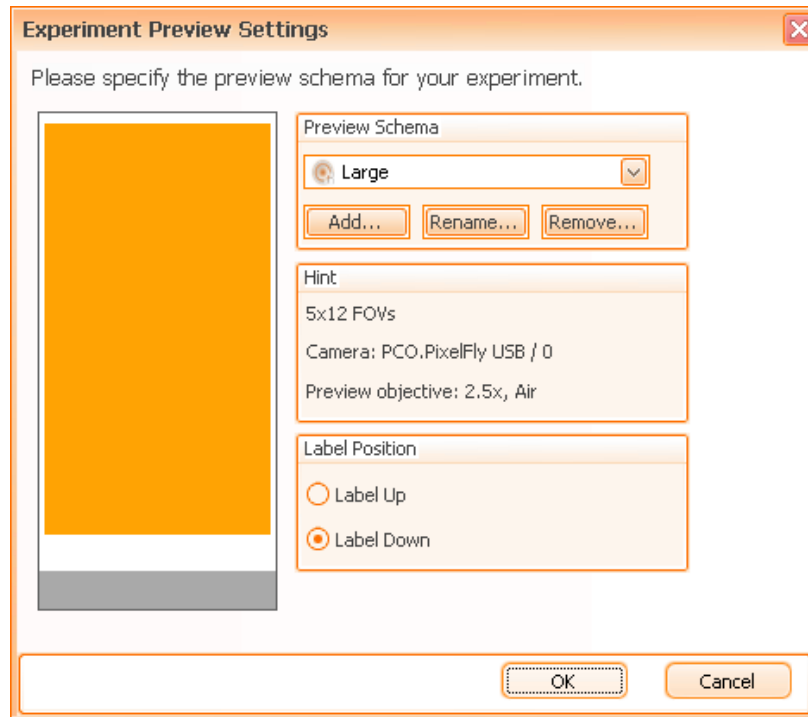 Experiment Preview Settings
Please specify the preview schema for your experiment.
Preview Schema
Large
Add... Rename... Remove...
Hint
5x12 FOVs
Camera: PCO.PixelFly USB / 0
Preview objective: 2.5x, Air
Label Position
Label Up
Label Down
OK Cancel